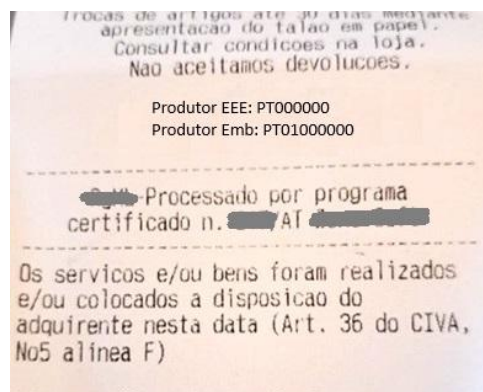 Trocas de artigos ate 30 dias mediante
apresentacao do talao em papel.
Consultar condicoes na loja.
Nao aceitamos devolucoes.
Produtor EEE: PT000000
Produtor Emb: PT01000000
-Processado por programa
certificado n. /AT
Os servicos e/ou bens foram realizados
e/ou colocados a disposicao do
adquirente nesta data (Art. 36 do CIVA,
No5 alinea F)